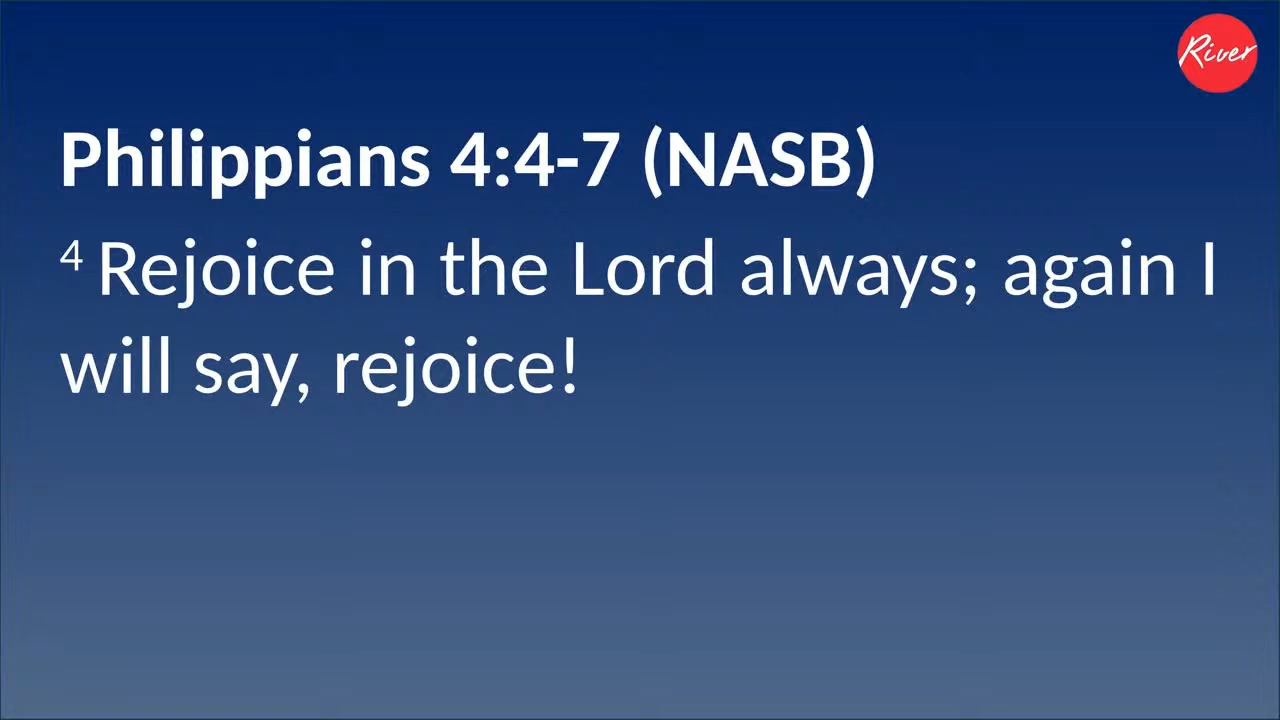 River
Philippians 4:4-7 (NASB)
4 Rejoice in the Lord always; again I
will say, rejoice!